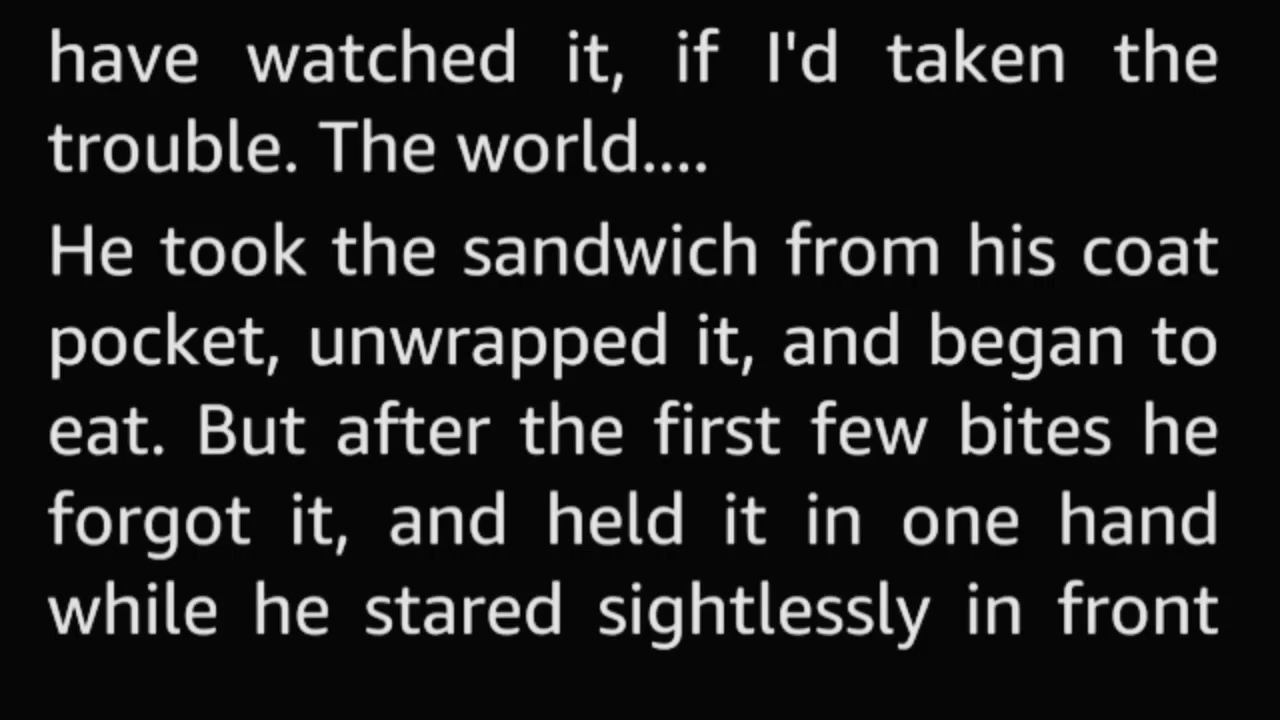 have watched it, if I'd taken the
trouble. The world....
He took the sandwich from his coat
pocket, unwrapped it, and began to
eat. But after the first few bites he
forgot it, and held it in one hand
while he stared sightlessly in front